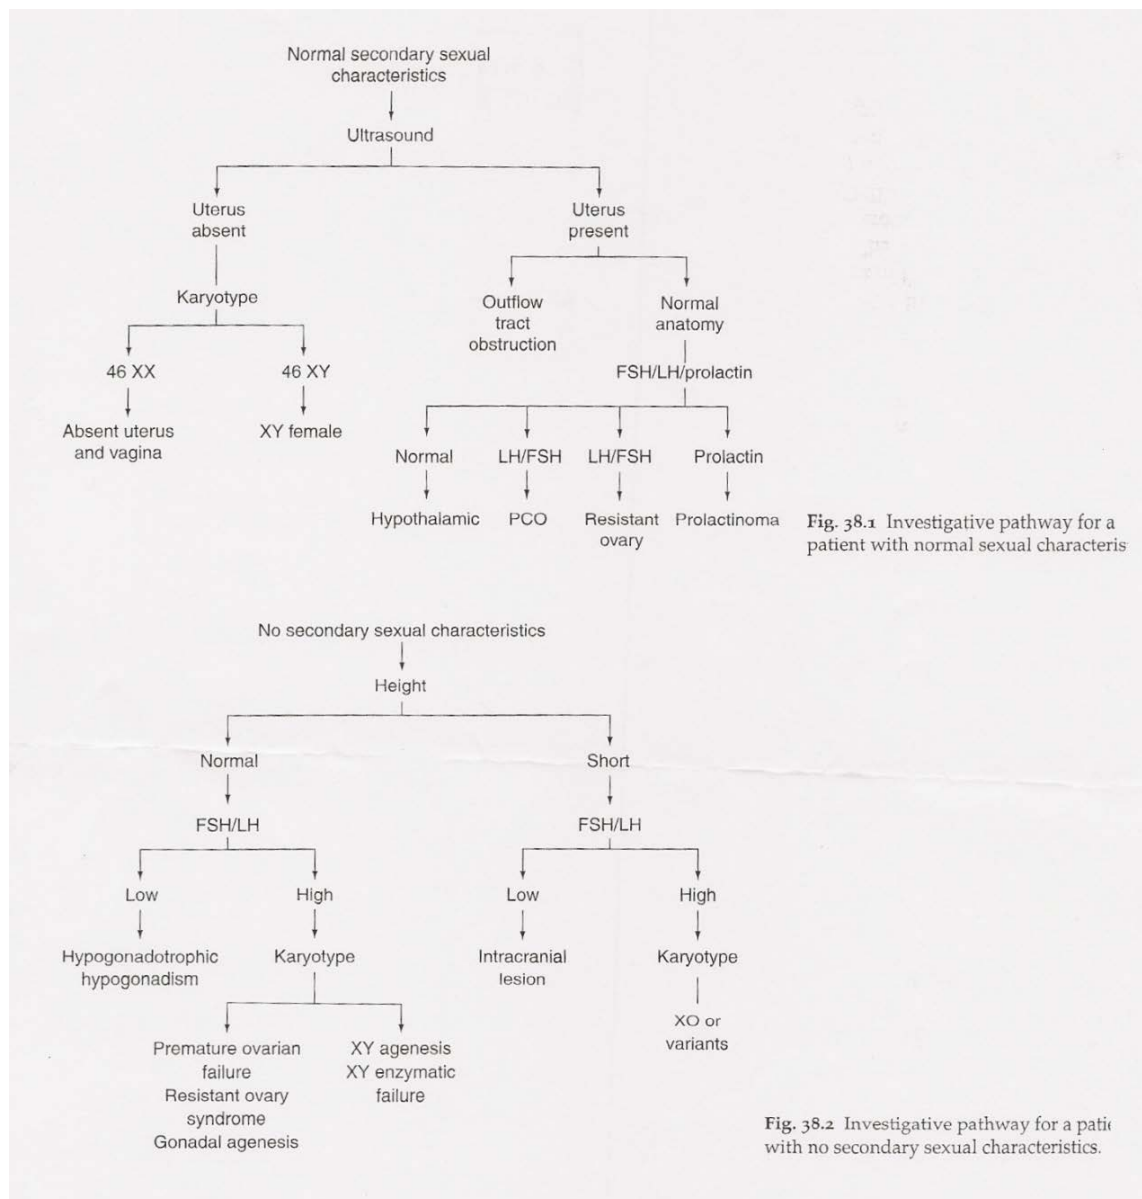 Normal secondary sexual
characteristics
Ultrasound
Uterus
absent
Uterus
present
Karyotype
Outflow
tract
obstruction
Normal
anatomy
46 XX
46 XY
FSH/LH/prolactin
Absent uterus
and vagina
XY female
Normal
LH/FSH
LH/FSH
Prolactin
Hypothalamic
PCO
Resistant
ovary
Prolactinoma
Fig. 38.1 Investigative pathway for a
patient with normal sexual characteris
No secondary sexual characteristics
Height
Normal
Short
FSH/LH
FSH/LH
Low
High
Low
High
Hypogonadotrophic
hypogonadism
Karyotype
Intracranial
lesion
Karyotype
XO or
variants
Premature ovarian
failure
Resistant ovary
syndrome
Gonadal agenesis
XY agenesis
XY enzymatic
failure
Fig. 38.2 Investigative pathway for a patie
with no secondary sexual characteristics.